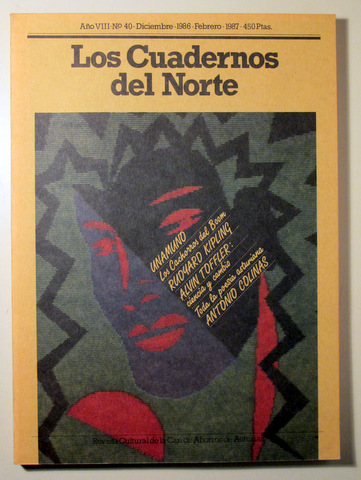 Año VIII·Nº 40·Diciembre·1986·Febrero·1987·450 Ptas.
Los Cuadernos
del Norte
UNAMUNO
Los Cachorros del Boom
RUDYARD KIPLING
ALVIN TOFFLER:
ciencia y cambio
Toda la poesía asturiana
ANTONIO COLINAS
Revista Cultural de la Caja de Ahorros de Asturias